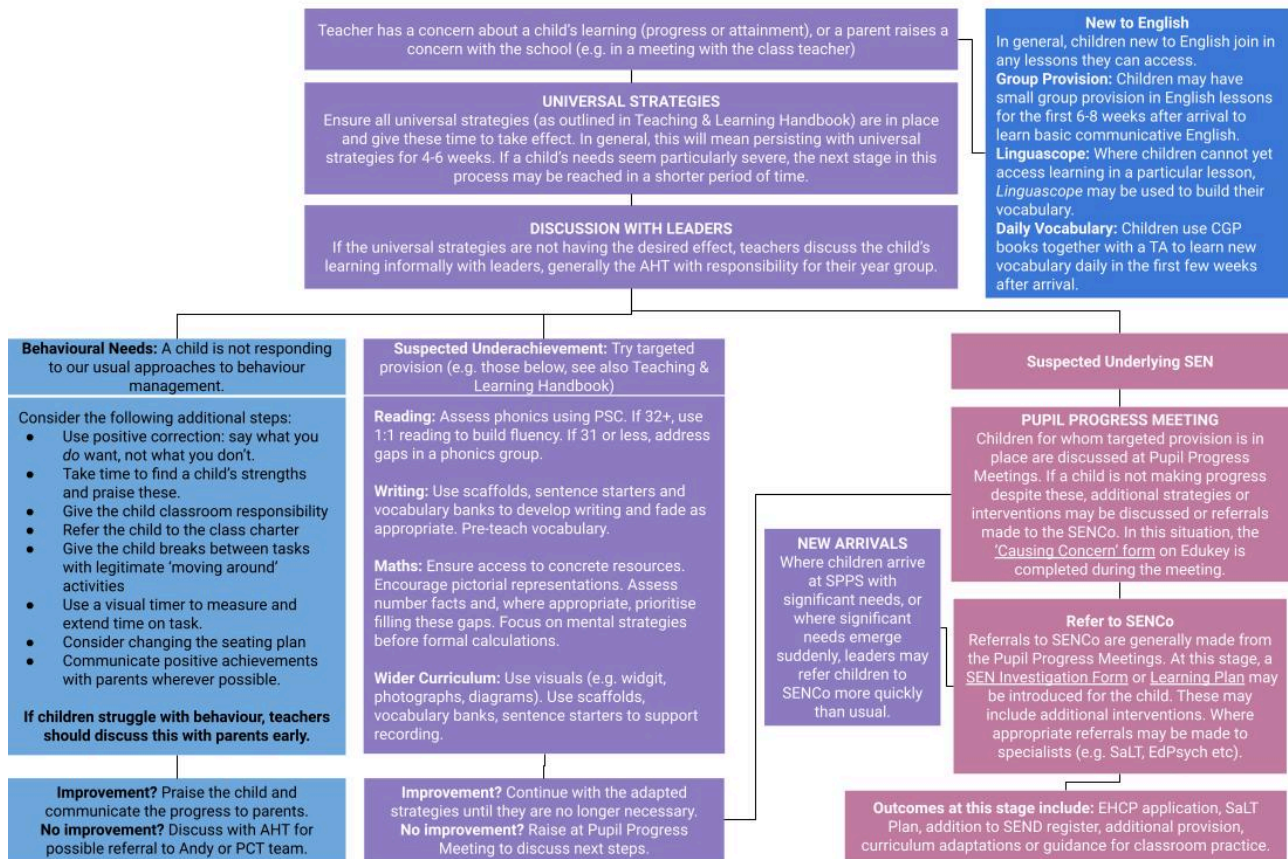 Teacher has a concern about a child's learning (progress or attainment), or a parent raises a
concern with the school (e.g. in a meeting with the class teacher)
New to English
In general, children new to English join in
any lessons they can access.
Group Provision: Children may have
small group provision in English lessons
for the first 6-8 weeks after arrival to
learn basic communicative English.
Linguascope: Where children cannot yet
access learning in a particular lesson,
Linguascope may be used to build their
vocabulary.
Daily Vocabulary: Children use CGP
books together with a TA to learn new
vocabulary daily in the first few weeks
after arrival.
UNIVERSAL STRATEGIES
Ensure all universal strategies (as outlined in Teaching & Learning Handbook) are in place
and give these time to take effect. In general, this will mean persisting with universal
strategies for 4-6 weeks. If a child's needs seem particularly severe, the next stage in this
process may be reached in a shorter period of time.
DISCUSSION WITH LEADERS
If the universal strategies are not having the desired effect, teachers discuss the child's
learning informally with leaders, generally the AHT with responsibility for their year group.
Behavioural Needs: A child is not responding
to our usual approaches to behaviour
management.
Consider the following additional steps:
● Use positive correction: say what you
do want, not what you don't.
● Take time to find a child's strengths
and praise these.
● Give the child classroom responsibility
● Refer the child to the class charter
● Give the child breaks between tasks
with legitimate 'moving around'
activities
● Use a visual timer to measure and
extend time on task.
● Consider changing the seating plan
● Communicate positive achievements
with parents wherever possible.
If children struggle with behaviour, teachers
should discuss this with parents early.
Improvement? Praise the child and
communicate the progress to parents.
No improvement? Discuss with AHT for
possible referral to Andy or PCT team.
Suspected Underachievement: Try targeted
provision (e.g. those below, see also Teaching &
Learning Handbook)
Reading: Assess phonics using PSC. If 32+, use
1:1 reading to build fluency. If 31 or less, address
gaps in a phonics group.
Writing: Use scaffolds, sentence starters and
vocabulary banks to develop writing and fade as
appropriate. Pre-teach vocabulary.
Maths: Ensure access to concrete resources.
Encourage pictorial representations. Assess
number facts and, where appropriate, prioritise
filling these gaps. Focus on mental strategies
before formal calculations.
Wider Curriculum: Use visuals (e.g. widgit,
photographs, diagrams). Use scaffolds,
vocabulary banks, sentence starters to support
recording.
Improvement? Continue with the adapted
strategies until they are no longer necessary.
No improvement? Raise at Pupil Progress
Meeting to discuss next steps.
NEW ARRIVALS
Where children arrive
at SPPS with
significant needs, or
where significant
needs emerge
suddenly, leaders may
refer children to
SENCo more quickly
than usual.
Suspected Underlying SEN
PUPIL PROGRESS MEETING
Children for whom targeted provision is in
place are discussed at Pupil Progress
Meetings. If a child is not making progress
despite these, additional strategies or
interventions may be discussed or referrals
made to the SENCo. In this situation, the
'Causing Concern' form on Edukey is
completed during the meeting.
Refer to SENCo
Referrals to SENCo are generally made from
the Pupil Progress Meetings. At this stage, a
SEN Investigation Form or Learning Plan may
be introduced for the child. These may
include additional interventions. Where
appropriate referrals may be made to
specialists (e.g. SaLT, EdPsych etc).
Outcomes at this stage include: EHCP application, SaLT
Plan, addition to SEND register, additional provision,
curriculum adaptations or guidance for classroom practice.